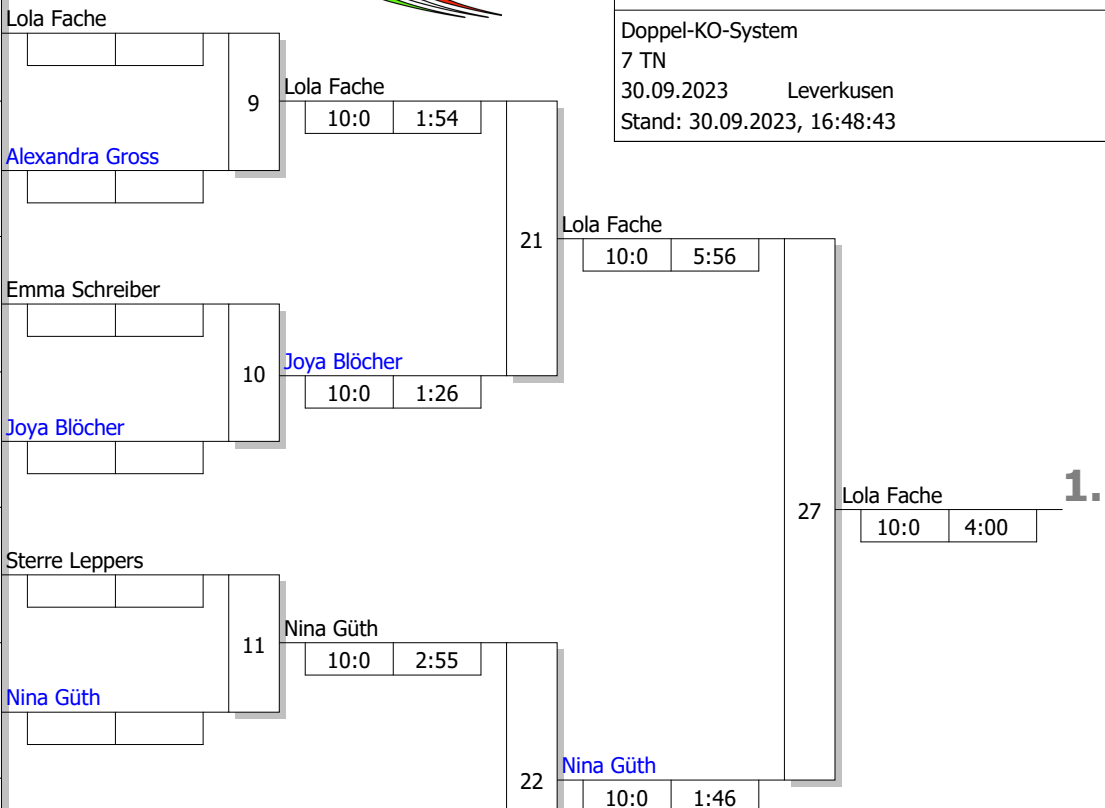 Lola Fache
Doppel-KO-System
7 TN
30.09.2023 Leverkusen
Stand: 30.09.2023, 16:48:43
9
Lola Fache
10:0 1:54
Alexandra Gross
21
Lola Fache
10:0 5:56
Emma Schreiber
10
Joya Blöcher
10:0 1:26
Joya Blöcher
27
Lola Fache
1.
10:0 4:00
Sterre Leppers
11
Nina Güth
10:0 2:55
Nina Güth
22
Nina Güth
10:0 1:46